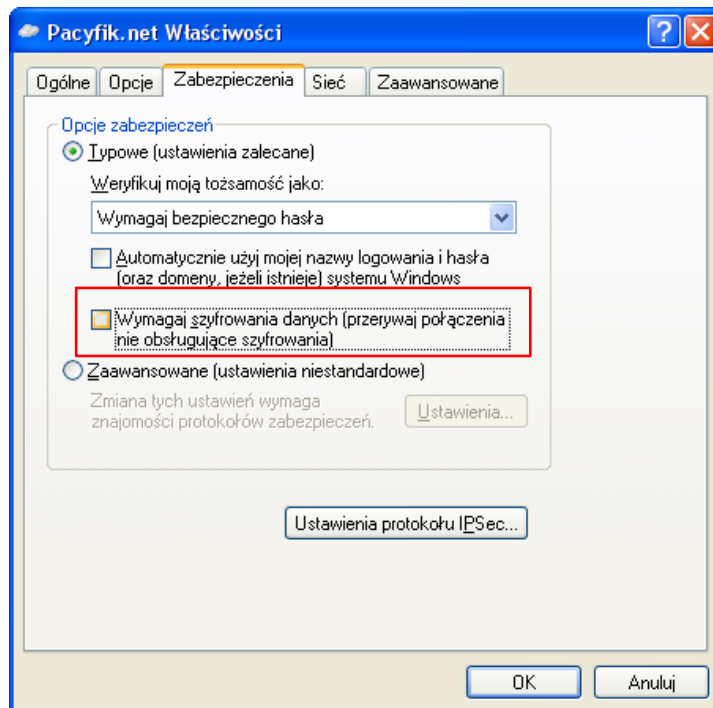 Pacyfik.net Właściwości
Ogólne Opcje Zabezpieczenia Sieć Zaawansowane
Opcje zabezpieczeń
Typowe (ustawienia zalecane)
Weryfikuj moją tożsamość jako:
Wymagaj bezpiecznego hasła
Automatycznie użyj mojej nazwy logowania i hasła
(oraz domeny, jeżeli istnieje) systemu Windows
Wymagaj szyfrowania danych (przerywaj połączenia
nie obsługujące szyfrowania)
Zaawansowane (ustawienia niestandardowe)
Zmiana tych ustawień wymaga
znajomości protokołów zabezpieczeń.
Ustawienia...
Ustawienia protokołu IPSec...
OK Anuluj